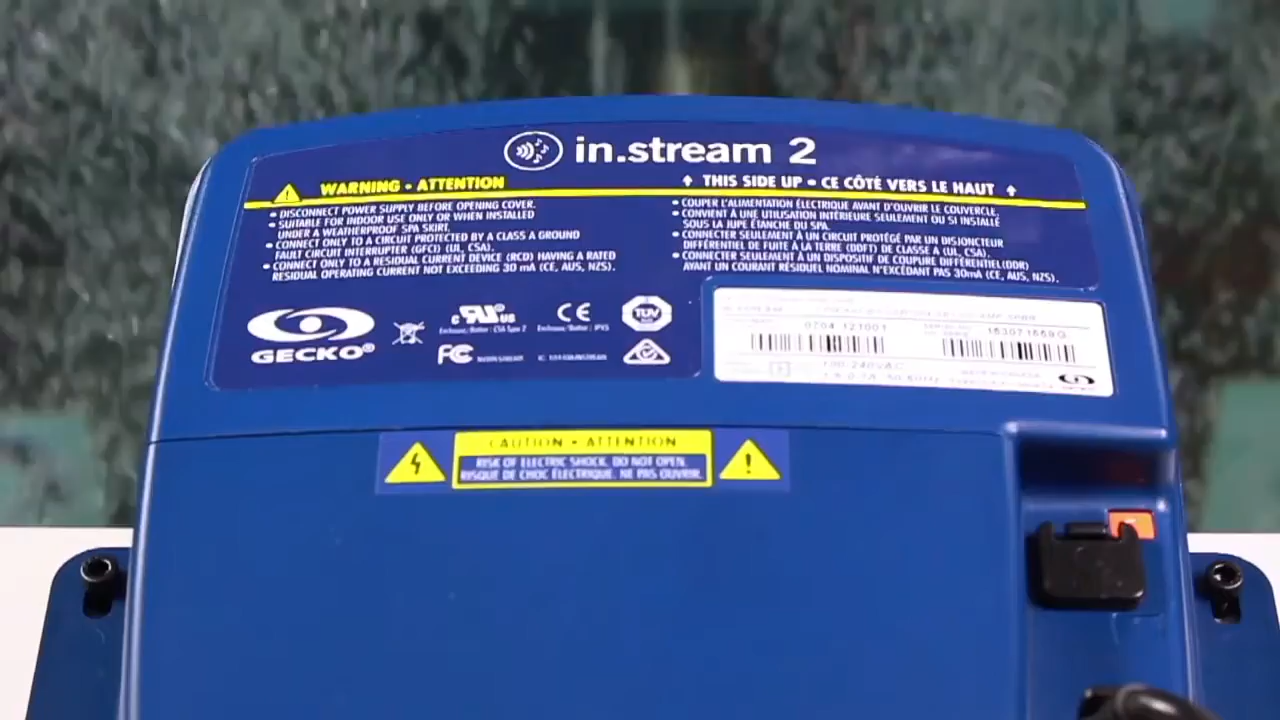 in.stream 2
WARNING • ATTENTION
DISCONNECT POWER SUPPLY BEFORE OPENING COVER.
• SUITABLE FOR INDOOR USE ONLY OR WHEN INSTALLED
UNDER A WEATHERPROOF SPA SKIRT.
• CONNECT ONLY TO A CIRCUIT PROTECTED BY A CLASS A GROUND
FAULT CIRCUIT INTERRUPTER (GFCI) (UL, CSA).
• CONNECT ONLY TO A RESIDUAL CURRENT DEVICE (RCD) HAVING A RATED
RESIDUAL OPERATING CURRENT NOT EXCEEDING 30 mA (CE, AUS, NZS).
THIS SIDE UP • CE CÔTÉ VERS LE HAUT
• COUPER L'ALIMENTATION ÉLECTRIQUE AVANT D'OUVRIR LE COUVERCLE.
• CONVIENT À UNE UTILISATION INTÉRIEURE SEULEMENT OU SI INSTALLÉ
SOUS LA JUPE ÉTANCHE DU SPA.
• CONNECTER SEULEMENT À UN CIRCUIT PROTÉGÉ PAR UN DISJONCTEUR
DIFFÉRENTIEL DE FUITE À LA TERRE (DDFT) DE CLASSE A (UL, CSA).
• CONNECTER SEULEMENT À UN DISPOSITIF DE COUPURE DIFFÉRENTIEL(DDR)
AYANT UN COURANT RÉSIDUEL NOMINAL N'EXCÉDANT PAS 30mA (CE, AUS, NZS).
GECKO®
c UL US
CE
TUV
FC
0704 121001
100-240VAC
CAUTION • ATTENTION
RISK OF ELECTRIC SHOCK. DO NOT OPEN.
RISQUE DE CHOC ÉLECTRIQUE. NE PAS OUVRIR.